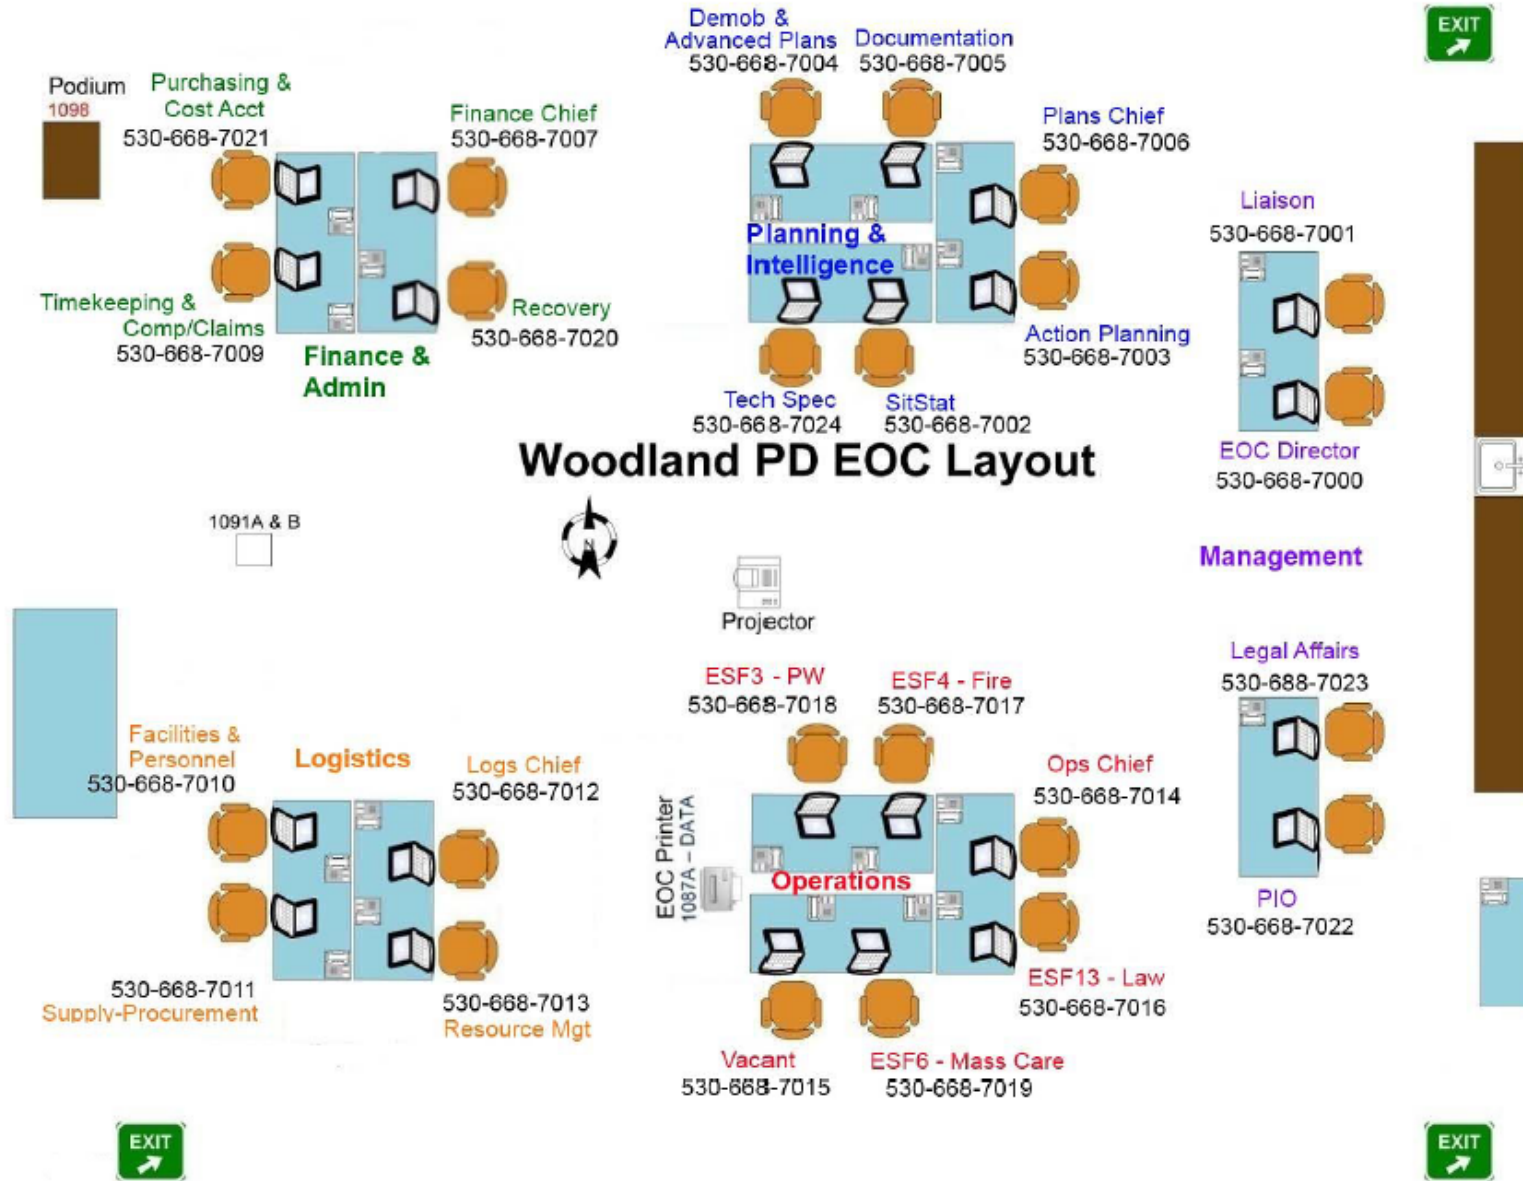 Demob &
Advanced Plans
530-668-7004
Documentation
530-668-7005
EXIT
Podium
1098
Purchasing &
Cost Acct
530-668-7021
Finance Chief
530-668-7007
Plans Chief
530-668-7006
Liaison
530-668-7001
Planning &
Intelligence
Timekeeping &
Comp/Claims
530-668-7009
Recovery
530-668-7020
Finance &
Admin
Action Planning
530-668-7003
Tech Spec
530-668-7024
SitStat
530-668-7002
EOC Director
530-668-7000
Woodland PD EOC Layout
1091A & B
N
Projector
Management
Legal Affairs
530-688-7023
ESF3 - PW
530-668-7018
ESF4 - Fire
530-668-7017
Facilities &
Personnel
530-668-7010
Logistics
Logs Chief
530-668-7012
Ops Chief
530-668-7014
EOC Printer
1087A – DATA
Operations
PIO
530-668-7022
530-668-7011
Supply-Procurement
530-668-7013
Resource Mgt
ESF13 - Law
530-668-7016
Vacant
530-668-7015
ESF6 - Mass Care
530-668-7019
EXIT
EXIT